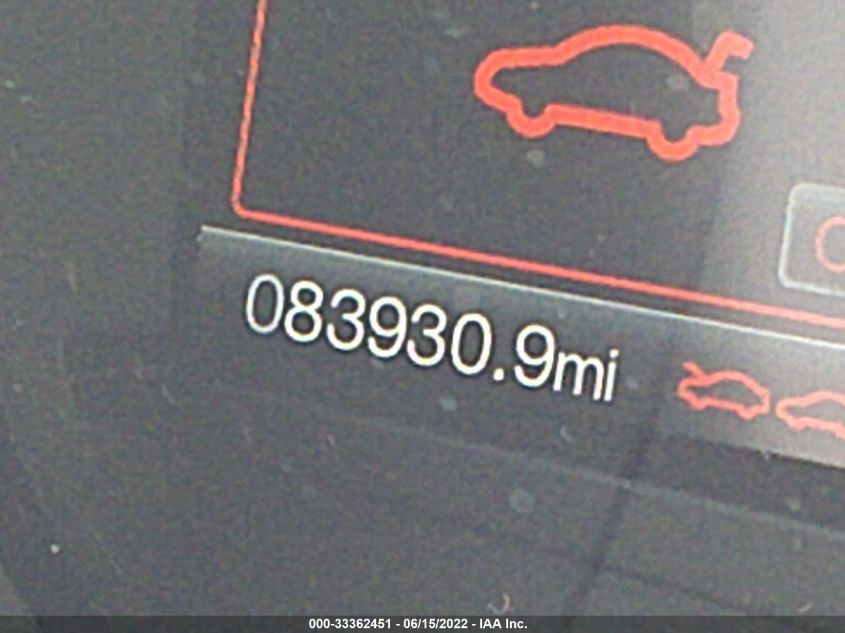 083930.9mi
000-33362451 - 06/15/2022 - IAA Inc.